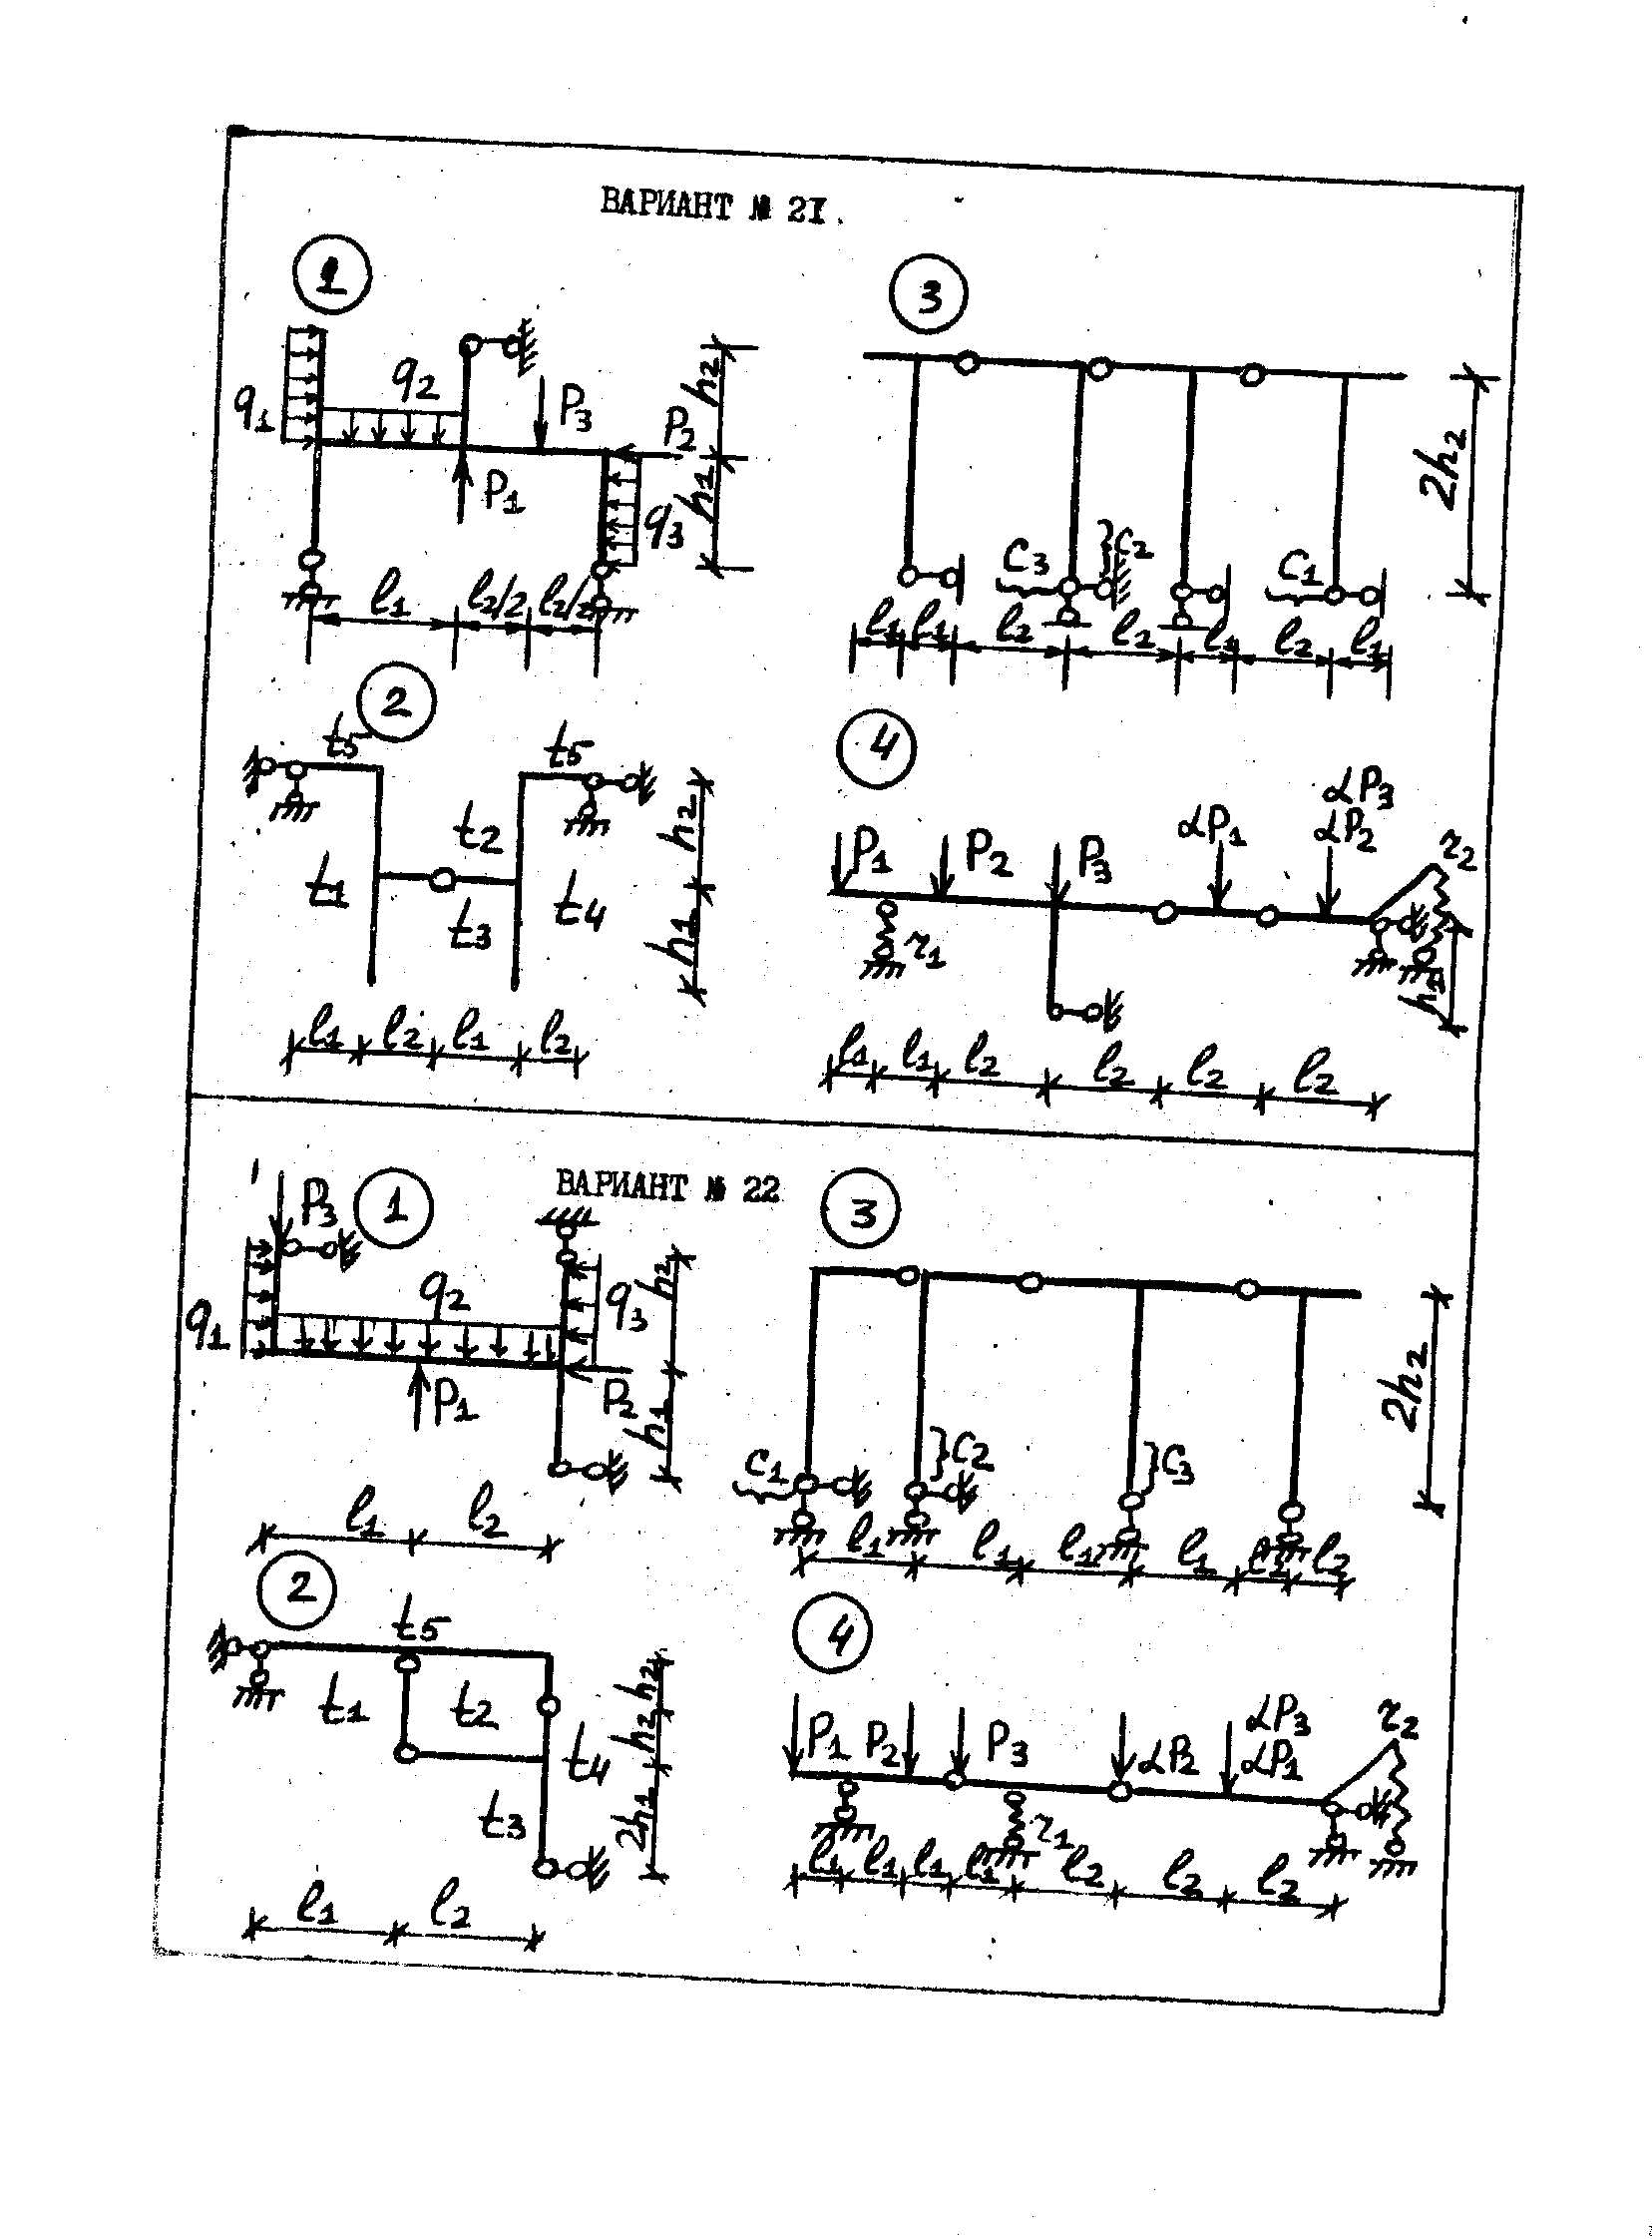 ВАРИАНТ № 21.
1
q1
q2
P3
P2
P1
q3
h2
h1
l1
l2/2
l2/2
3
C3
C2
C1
2h2
l1
l1
l2
l2
l1
l2
l1
2
t5
t5
t2
t1
t3
t4
h2
h1
l1
l2
l1
l2
4
P1
P2
P3
αP1
αP3
αP2
r2
r1
h1
l1
l1
l2
l2
l2
l2
ВАРИАНТ № 22
1
P3
q1
q2
q3
P1
P2
h2
h1
l1
l2
3
C1
C2
C3
2h2
l1
l1
l1
l1
l2
2
t5
t1
t2
t4
t3
h2
h2
2h1
l1
l2
4
P1
P2
P3
αP2
αP3
αP1
r2
r1
l1
l1
l1
l1
l2
l2
l2